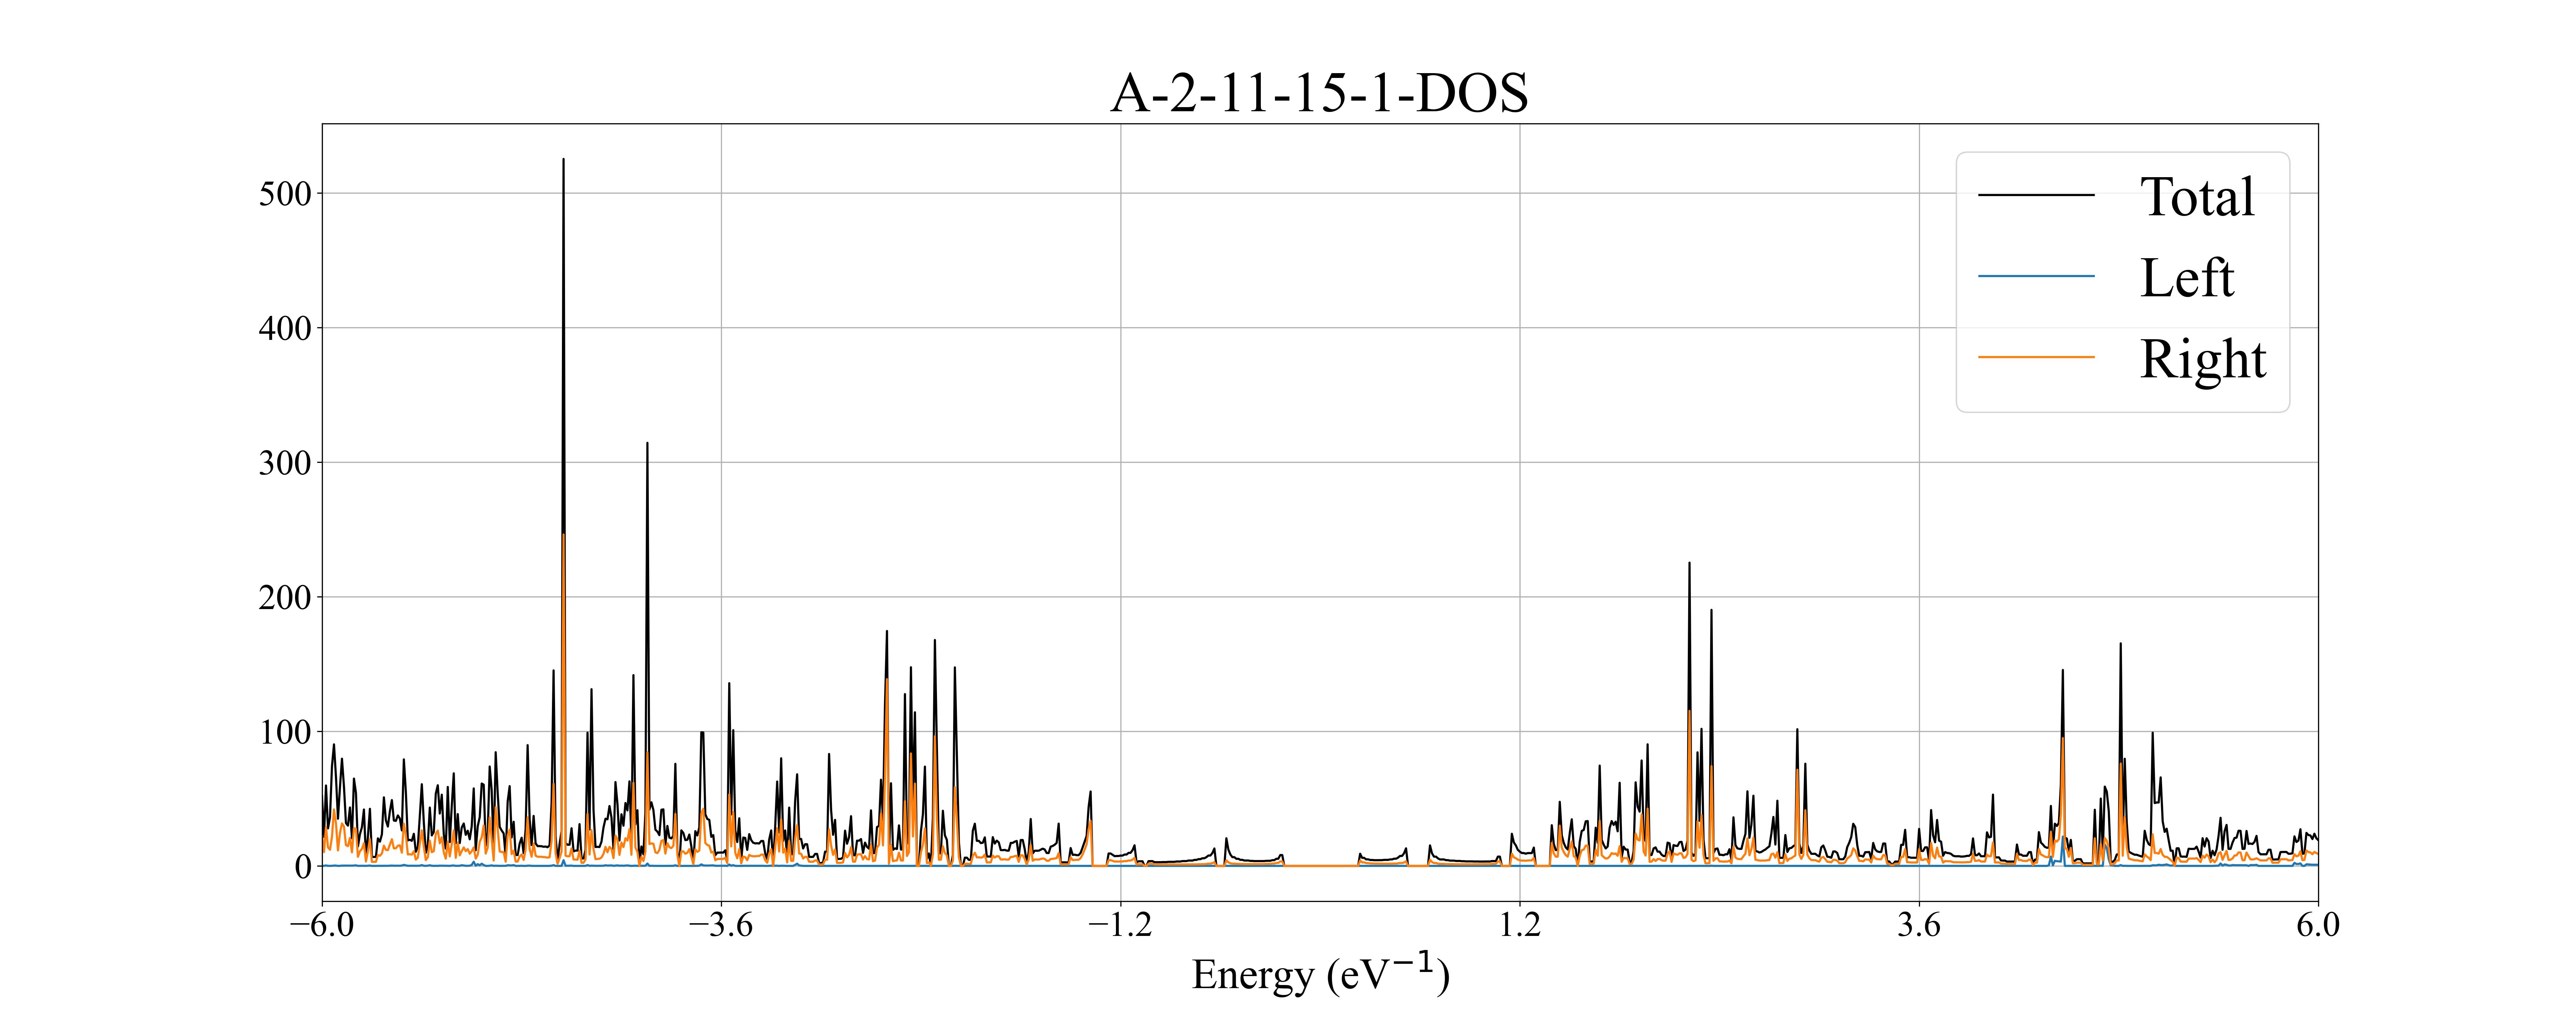 A-2-11-15-1-DOS
500
400
300
200
100
0
Total
Left
Right
−6.0 −3.6 −1.2 1.2 3.6 6.0
Energy (eV⁻¹)